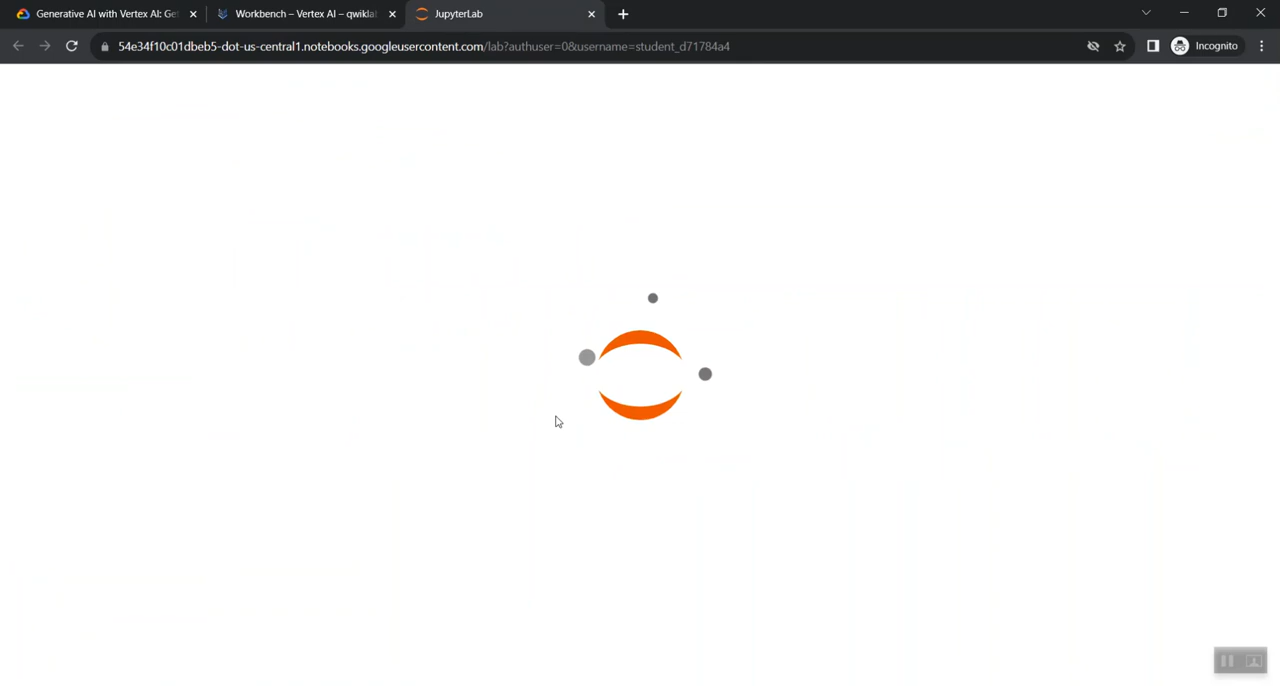 Generative AI with Vertex AI: Get
Workbench – Vertex AI – qwikla
JupyterLab
54e34f10c01dbeb5-dot-us-central1.notebooks.googleusercontent.com/lab?authuser=0&username=student_d71784a4
Incognito